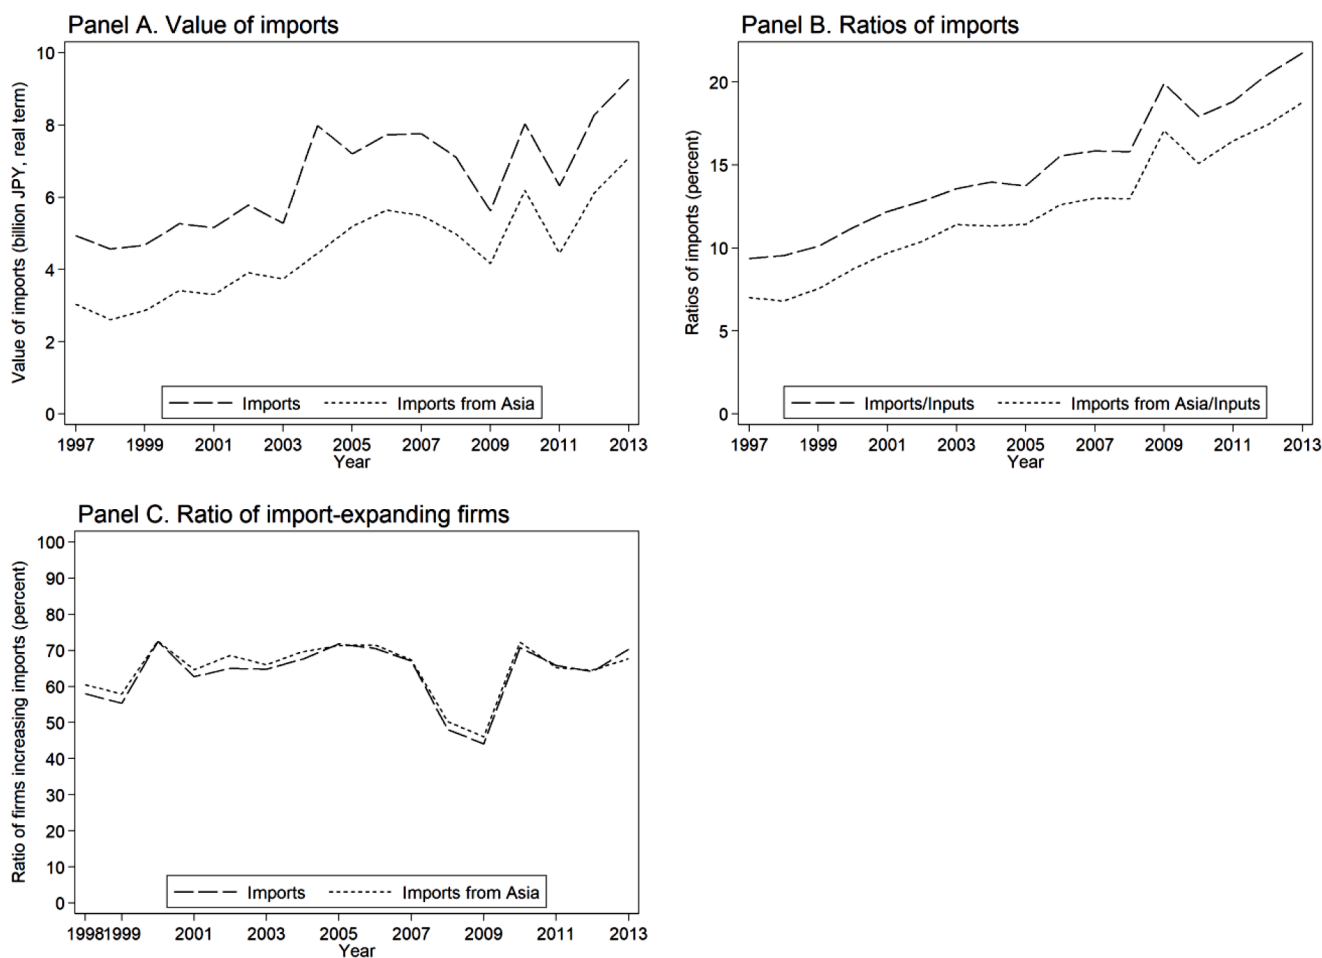 Panel A. Value of imports
Value of imports (billion JPY, real term)
10
8
6
4
2
0
Imports Imports from Asia
1997 1999 2001 2003 2005 2007 2009 2011 2013
Year
Panel B. Ratios of imports
Ratios of imports (percent)
20
15
10
5
0
Imports/Inputs Imports from Asia/Inputs
1997 1999 2001 2003 2005 2007 2009 2011 2013
Year
Panel C. Ratio of import-expanding firms
Ratio of firms increasing imports (percent)
100
90
80
70
60
50
40
30
20
10
0
Imports Imports from Asia
1998 1999 2001 2003 2005 2007 2009 2011 2013
Year